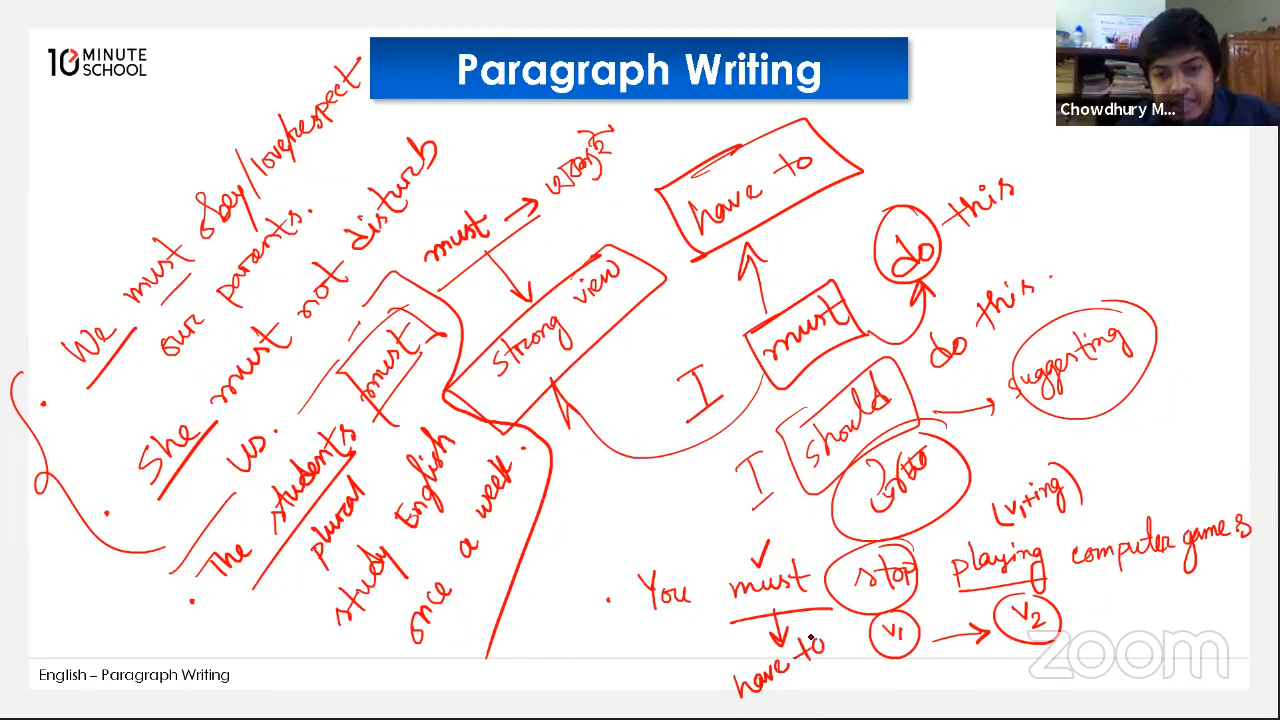 10 MINUTE
SCHOOL
Paragraph Writing
Chowdhury M...
We must obey/love/respect
our parents.
She must not disturb
us.
The students must
plural
study English
once a week.
must →
strong view
have to
I must do this
do this.
I should
suggesting
(V1+ing)
You must stop playing computer games
have to
V1 → V2
English – Paragraph Writing
zoom